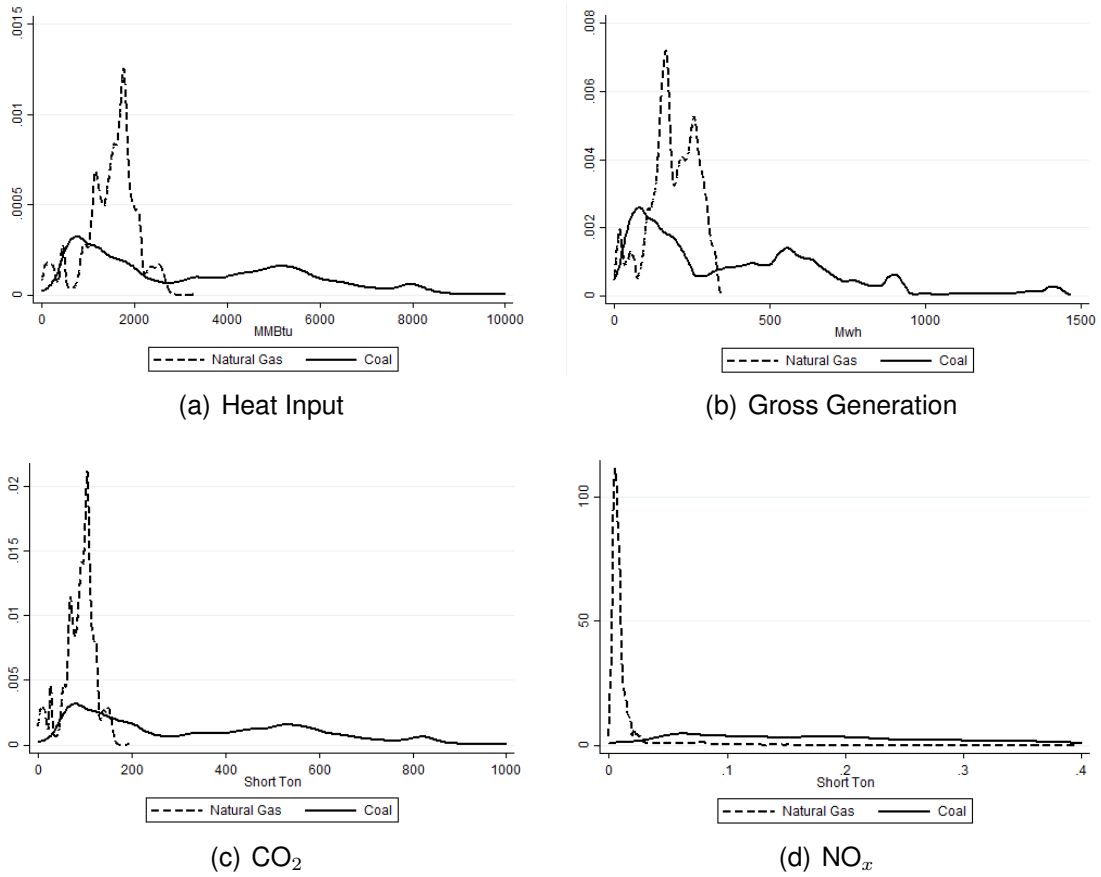 .0015
.001
.0005
0
0 2000 4000 6000 8000 10000
MMBtu
Natural Gas Coal
(a) Heat Input
.008
.006
.004
.002
0
0 500 1000 1500
Mwh
Natural Gas Coal
(b) Gross Generation
.02
.015
.01
.005
0
0 200 400 600 800 1000
Short Ton
Natural Gas Coal
(c) CO₂
100
50
0
0 .1 .2 .3 .4
Short Ton
Natural Gas Coal
(d) NOₓ